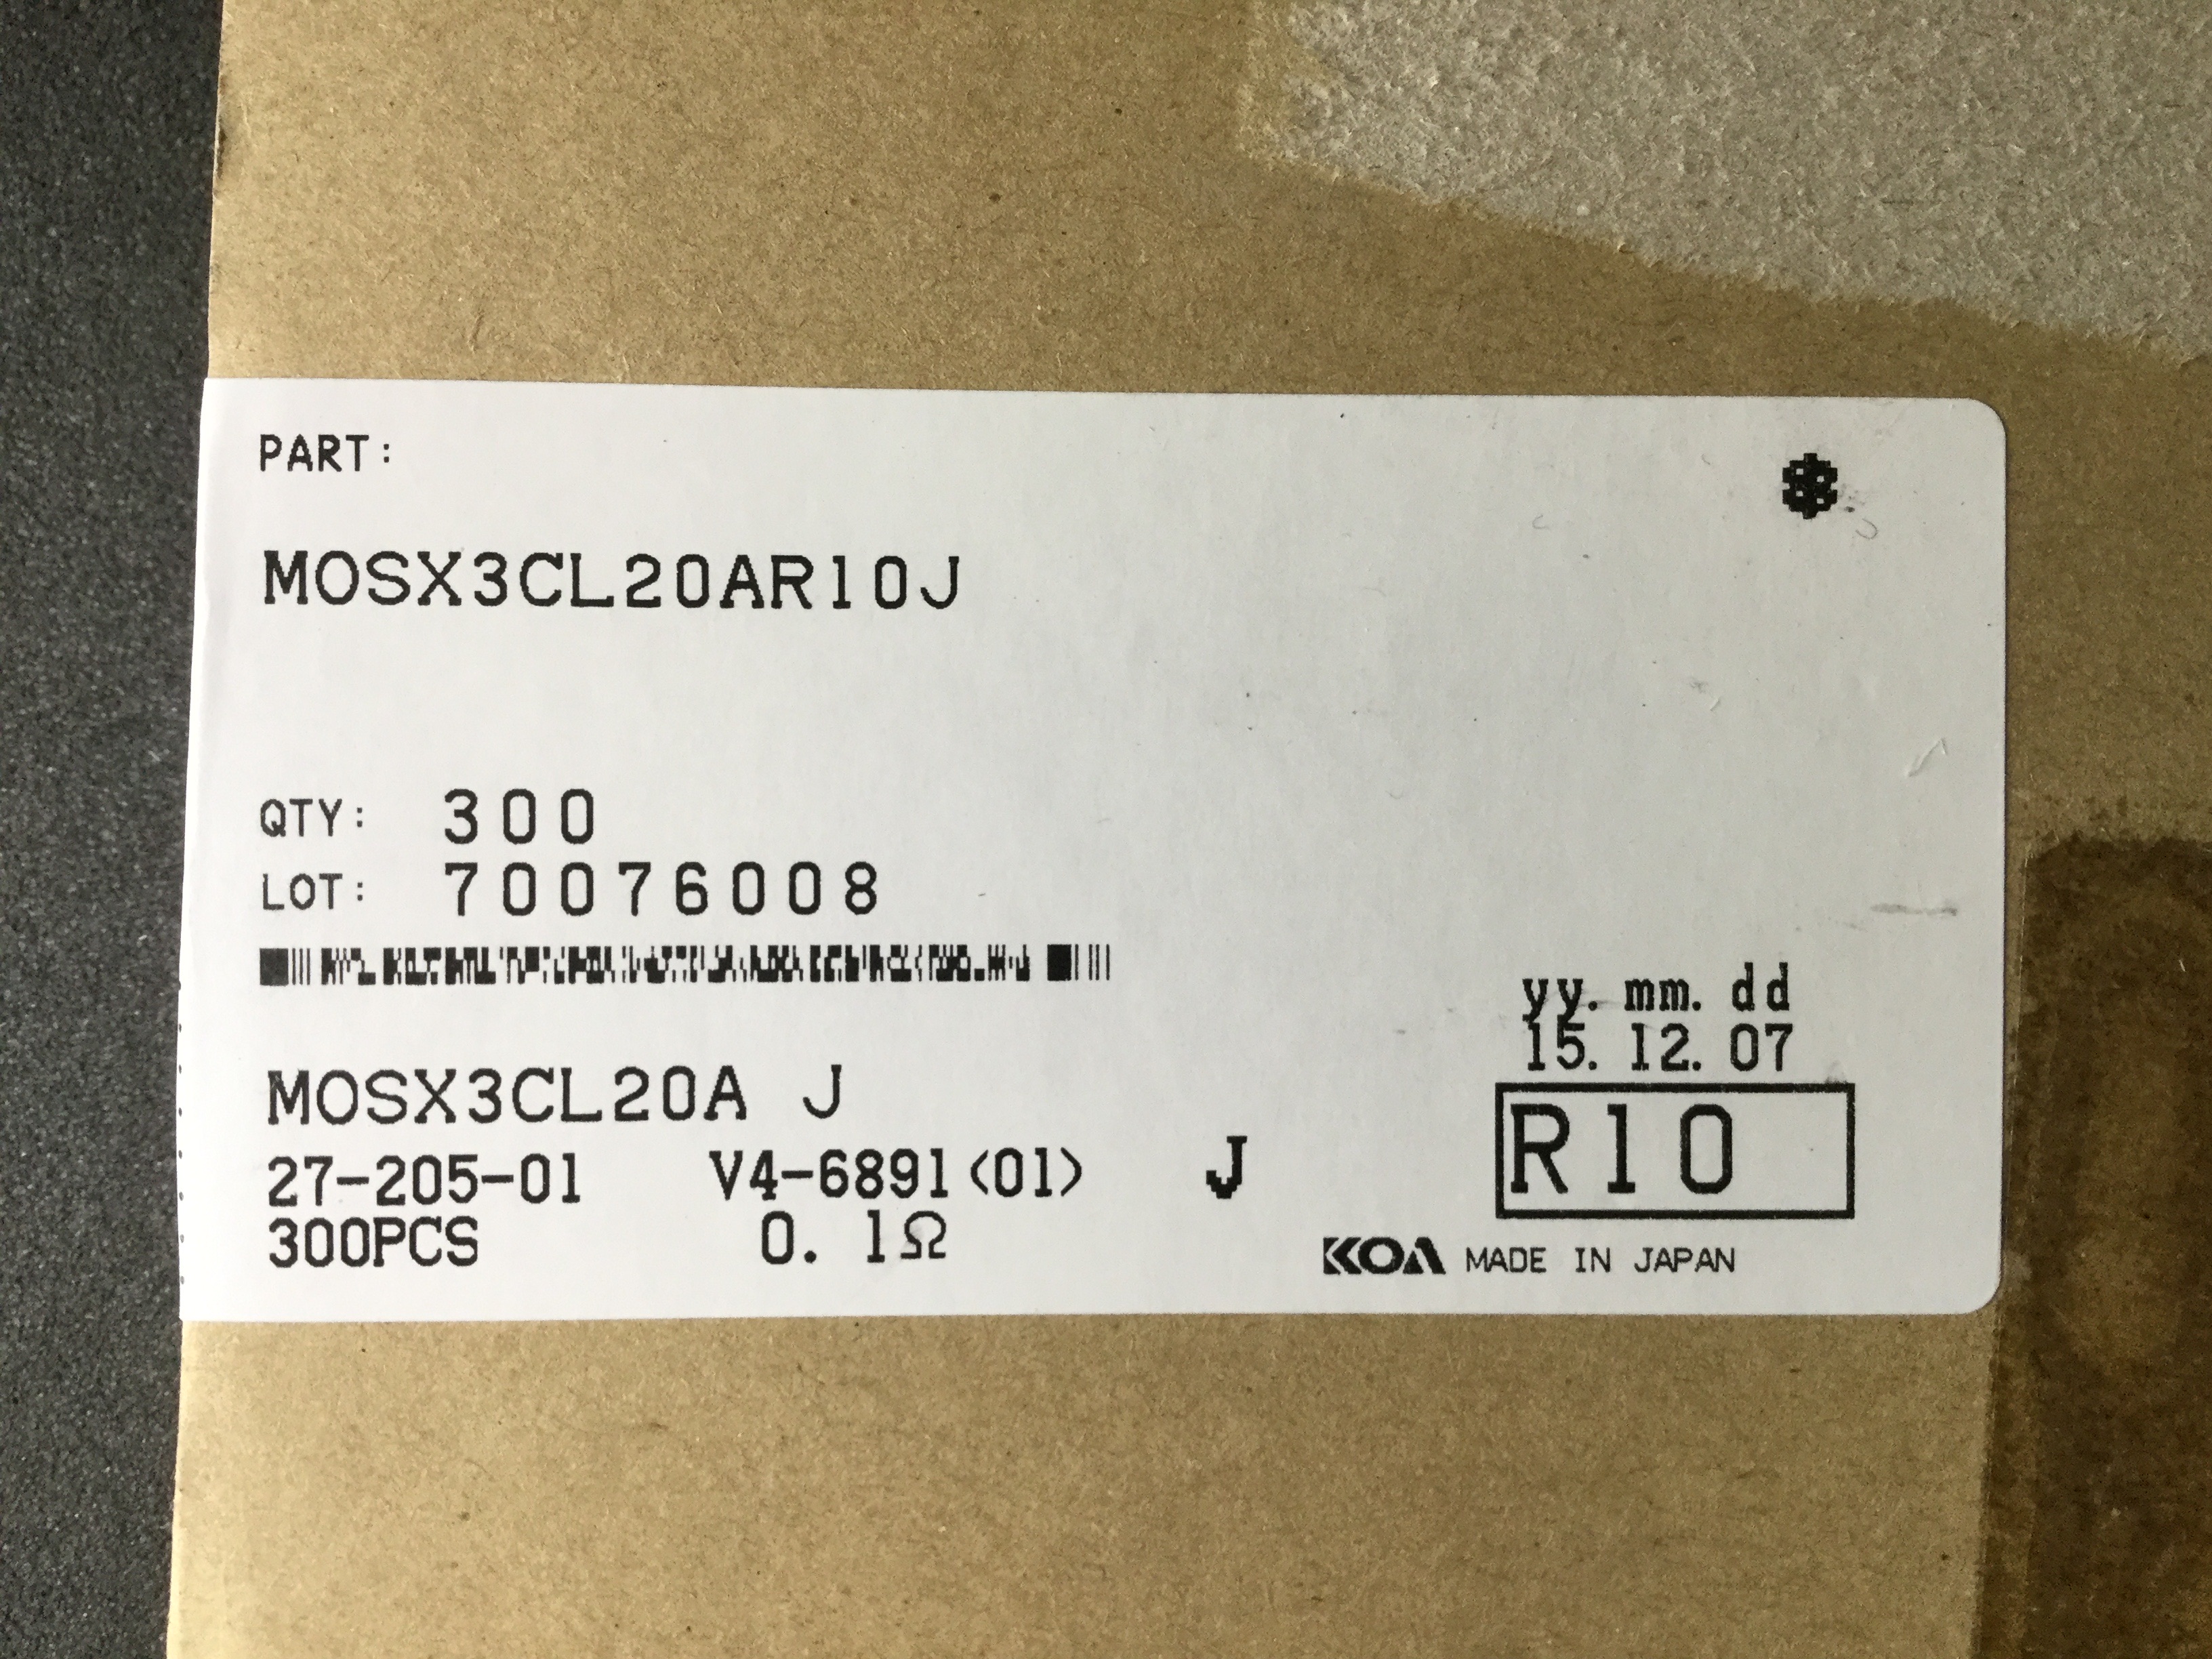 PART:
MOSX3CL20AR10J
QTY: 300
LOT: 70076008
yy. mm. dd
15. 12. 07
MOSX3CL20A J
R10
27-205-01 V4-6891<01> J
300PCS 0. 1Ω
KOA MADE IN JAPAN